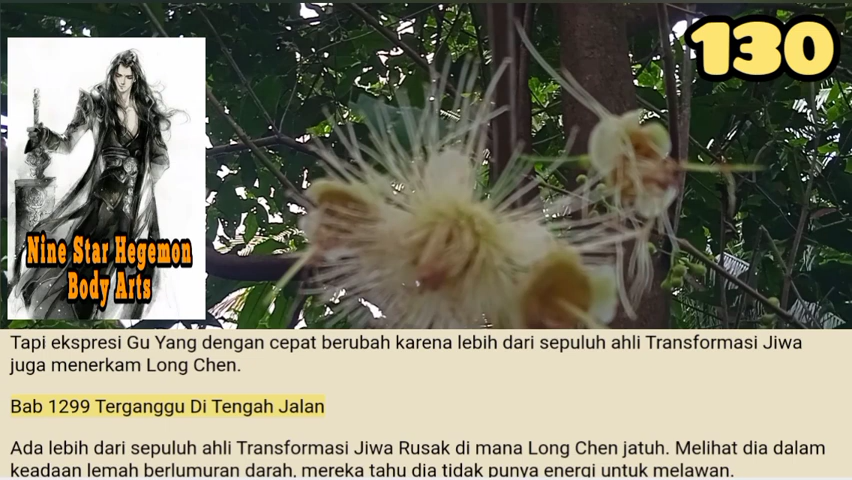 130
Nine Star Hegemon
Body Arts
Tapi ekspresi Gu Yang dengan cepat berubah karena lebih dari sepuluh ahli Transformasi Jiwa
juga menerkam Long Chen.
Bab 1299 Terganggu Di Tengah Jalan
Ada lebih dari sepuluh ahli Transformasi Jiwa Rusak di mana Long Chen jatuh. Melihat dia dalam
keadaan lemah berlumuran darah, mereka tahu dia tidak punya energi untuk melawan.